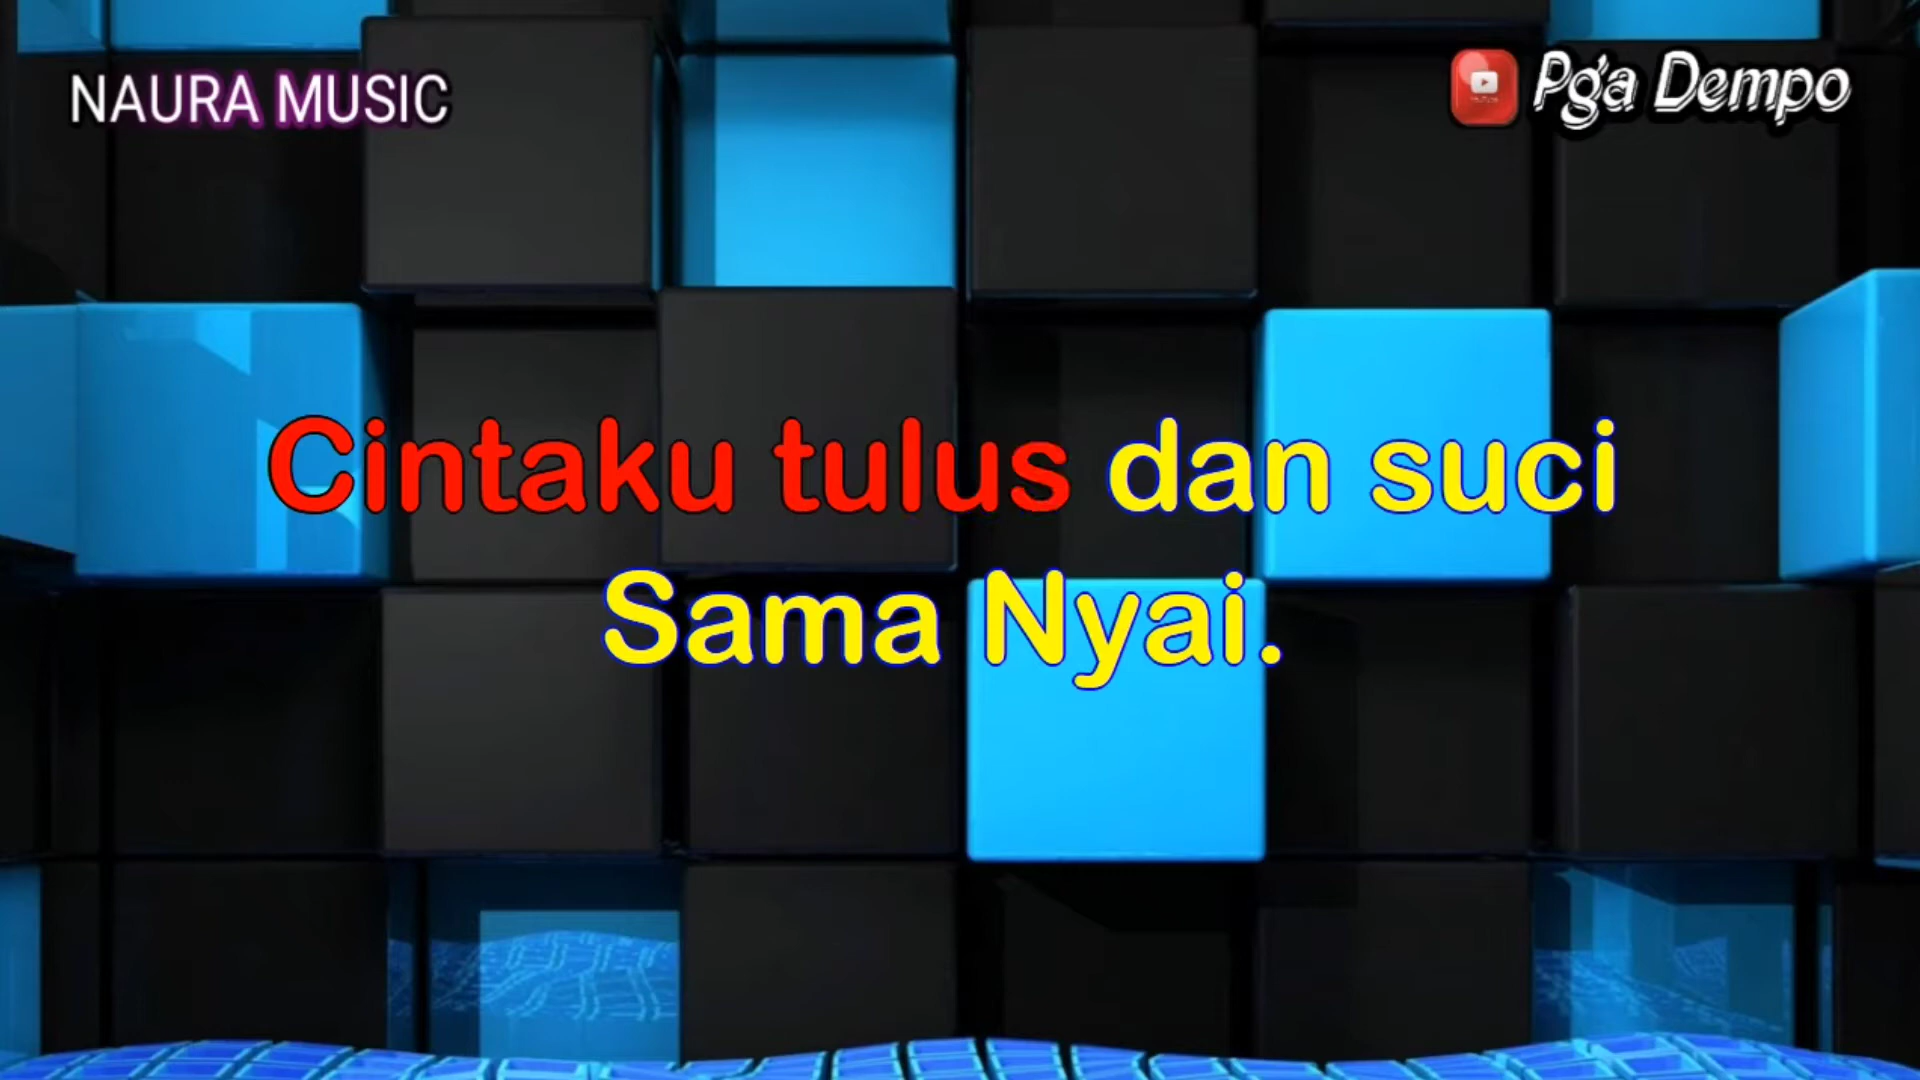 NAURA MUSIC
Pga Dempo
Cintaku tulus dan suci
Sama Nyai.